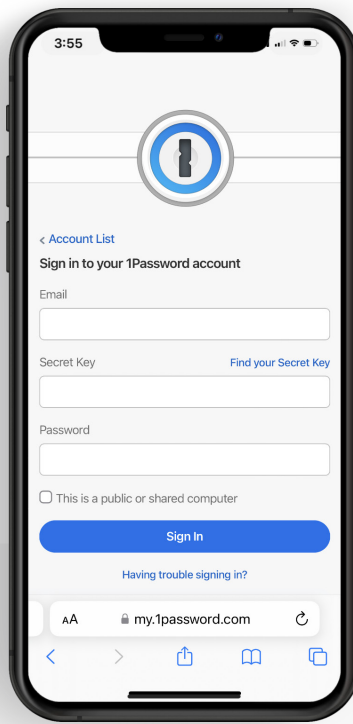 3:55
< Account List
Sign in to your 1Password account
Email
Secret Key Find your Secret Key
Password
This is a public or shared computer
Sign In
Having trouble signing in?
AA my.1password.com